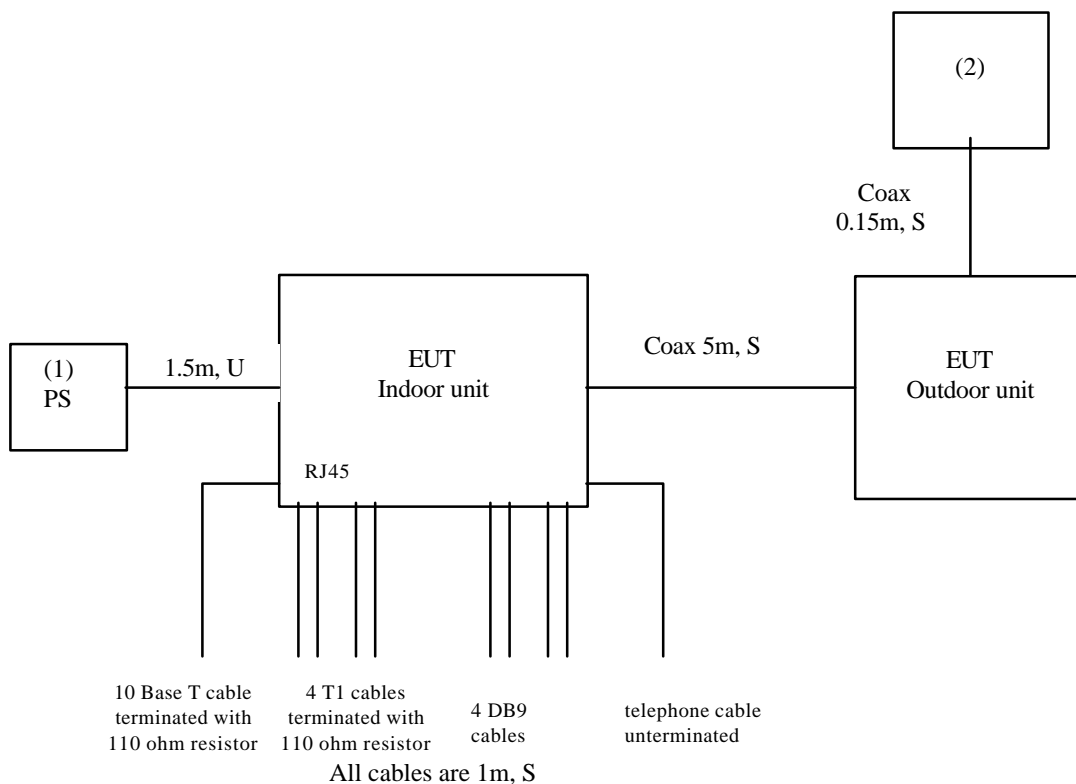 (2)
Coax
0.15m, S
(1)
PS
1.5m, U
EUT
Indoor unit
Coax 5m, S
EUT
Outdoor unit
RJ45
10 Base T cable
terminated with
110 ohm resistor
4 T1 cables
terminated with
110 ohm resistor
4 DB9
cables
telephone cable
unterminated
All cables are 1m, S